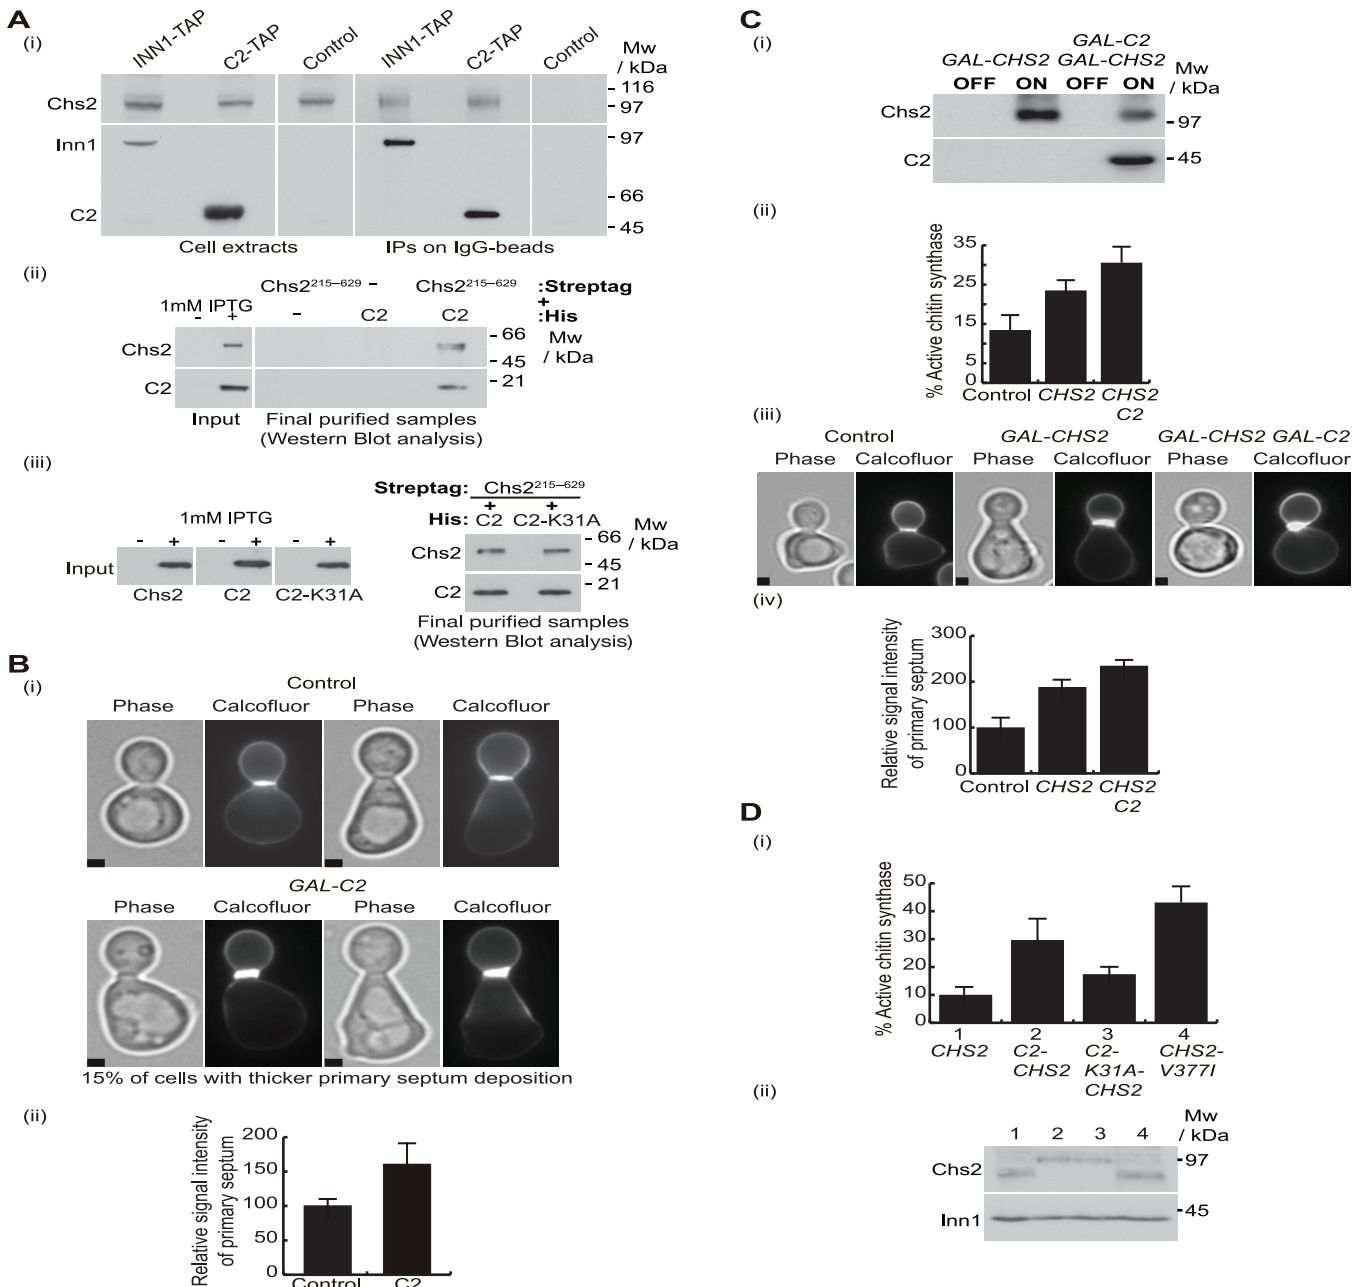 A
(i)
INN1-TAP
C2-TAP
Control
INN1-TAP
C2-TAP
Control
Mw
/ kDa
Chs2
116
97
Inn1
97
C2
66
45
Cell extracts
IPs on IgG-beads
(ii)
Chs2215–629 - Chs2215–629 :Streptag
1mM IPTG +
- + - C2 C2 :His
Chs2
66
45
Mw
/ kDa
C2
21
Input
Final purified samples
(Western Blot analysis)
(iii)
Streptag: Chs2215–629
+ +
His: C2 C2-K31A
Mw
/ kDa
1mM IPTG
- + - + - +
Input
Chs2 C2 C2-K31A
Chs2
66
45
C2
21
Final purified samples
(Western Blot analysis)
B
(i)
Control
Phase Calcofluor Phase Calcofluor
GAL-C2
Phase Calcofluor Phase Calcofluor
15% of cells with thicker primary septum deposition
(ii)
Relative signal intensity
of primary septum
200
150
100
50
0
Control C2
C
(i)
GAL-C2
GAL-CHS2 GAL-CHS2
OFF ON OFF ON
Mw
/ kDa
Chs2
97
C2
45
(ii)
% Active chitin synthase
35
25
15
5
0
Control CHS2 CHS2
C2
(iii)
Control GAL-CHS2 GAL-CHS2 GAL-C2
Phase Calcofluor Phase Calcofluor Phase Calcofluor
(iv)
Relative signal intensity
of primary septum
300
200
100
0
Control CHS2 CHS2
C2
D
(i)
% Active chitin synthase
50
40
30
20
10
0
1 2 3 4
CHS2 C2- C2- CHS2-
CHS2 K31A- V377I
CHS2
(ii)
1 2 3 4
Mw
/ kDa
Chs2
97
Inn1
45